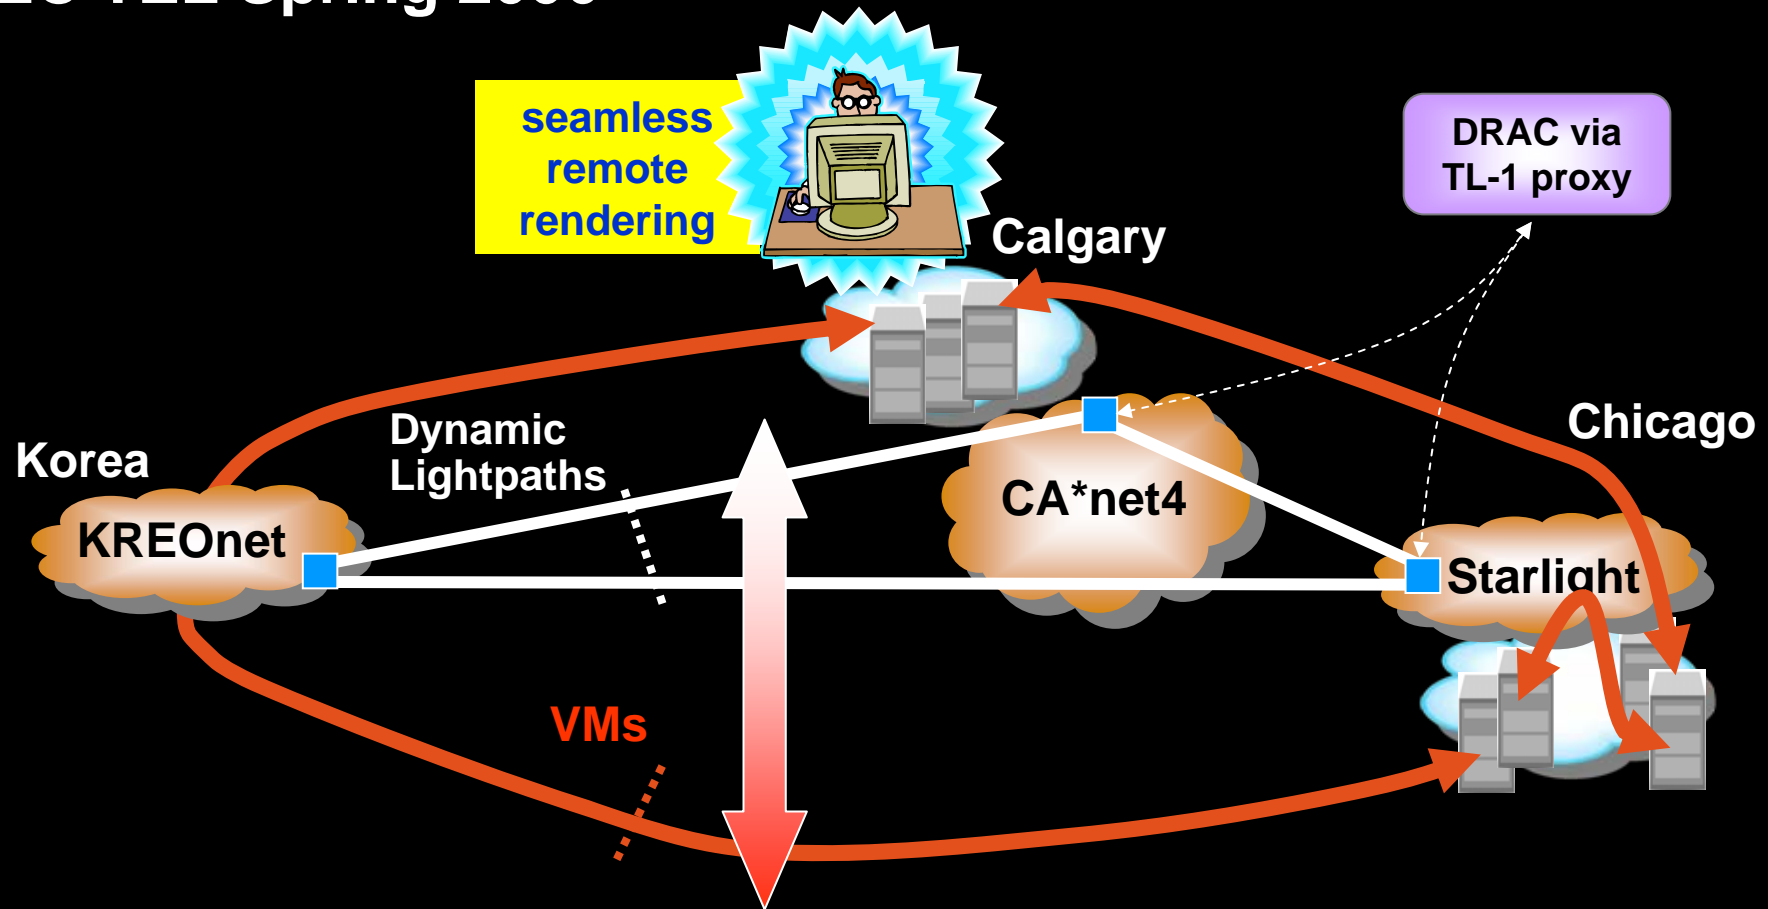 seamless
remote
rendering
DRAC via
TL-1 proxy
Calgary
Chicago
Dynamic
Lightpaths
Korea
CA*net4
KREOnet
Starlight
VMs